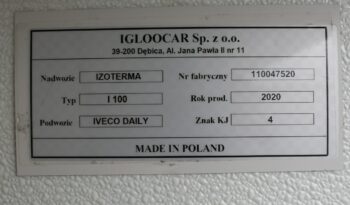 IGLOOCAR Sp. z o.o.
39-200 Dębica, Al. Jana Pawła II nr 11
Nadwozie IZOTERMA Nr fabryczny 110047520
Typ I 100 Rok prod. 2020
Podwozie IVECO DAILY Znak KJ 4
MADE IN POLAND